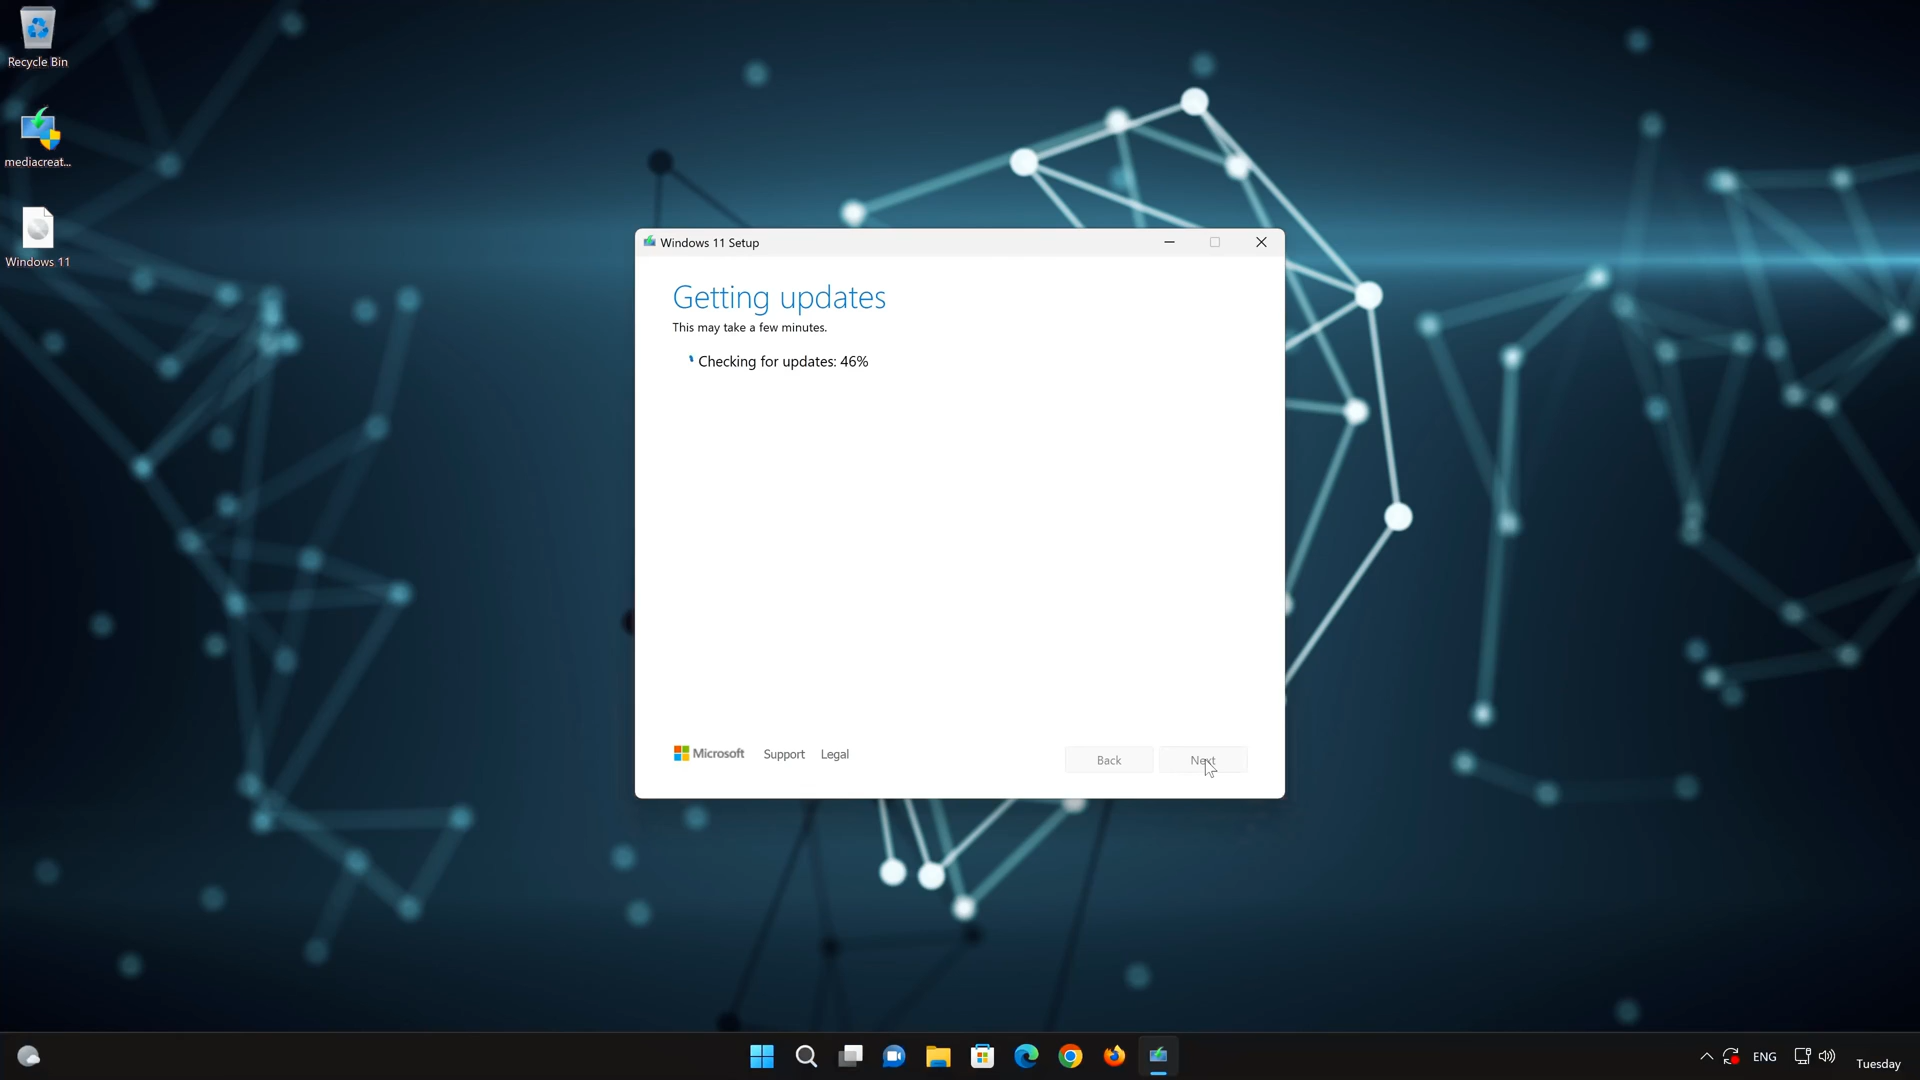 Recycle Bin
mediacreat...
Windows 11
Windows 11 Setup
Getting updates
This may take a few minutes.
Checking for updates: 46%
Microsoft Support Legal
Back Next
ENG
Tuesday